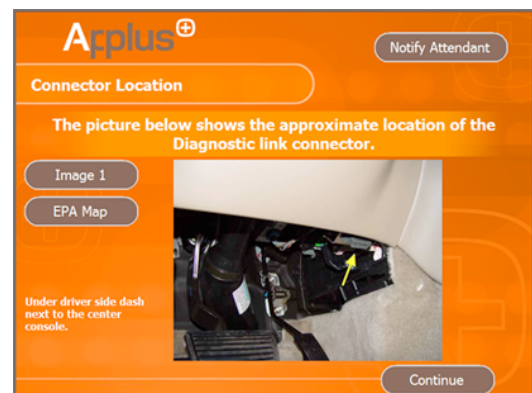 Applus+
Notify Attendant
Connector Location
The picture below shows the approximate location of the
Diagnostic link connector.
Image 1
EPA Map
Under driver side dash
next to the center
console.
Continue